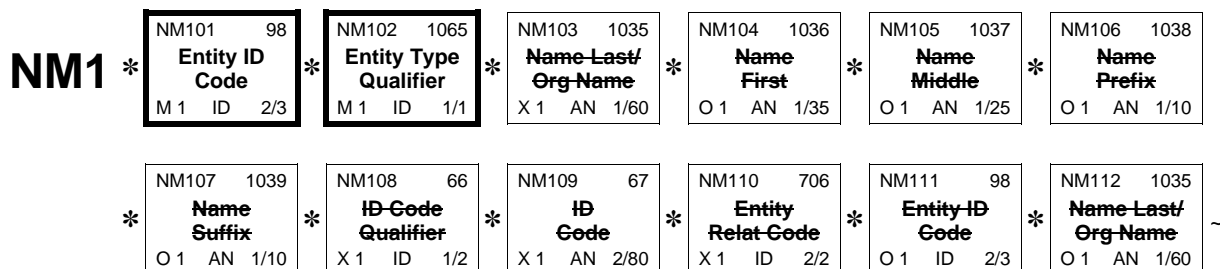 NM1 * NM101 98 * NM102 1065 * NM103 1035 * NM104 1036 * NM105 1037 * NM106 1038
Entity ID Entity Type Name Last/ Name Name Name
Code Qualifier Org Name First Middle Prefix
M 1 ID 2/3 M 1 ID 1/1 X 1 AN 1/60 O 1 AN 1/35 O 1 AN 1/25 O 1 AN 1/10
* NM107 1039 * NM108 66 * NM109 67 * NM110 706 * NM111 98 * NM112 1035 ~
Name ID Code ID Entity Entity ID Name Last/
Suffix Qualifier Code Relat Code Code Org Name
O 1 AN 1/10 X 1 ID 1/2 X 1 AN 2/80 X 1 ID 2/2 O 1 ID 2/3 O 1 AN 1/60